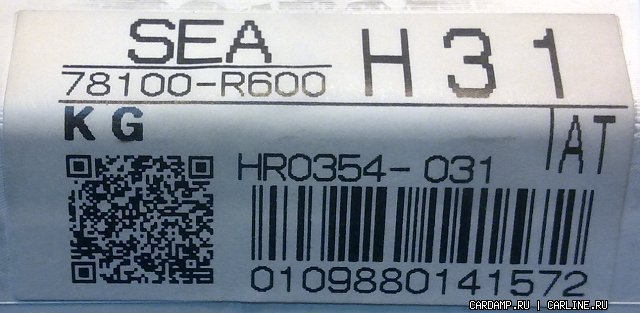 SEA
78100-R600
H31
KG
AT
HR0354-031
0109880141572
CARDAMP.RU | CARLINE.RU